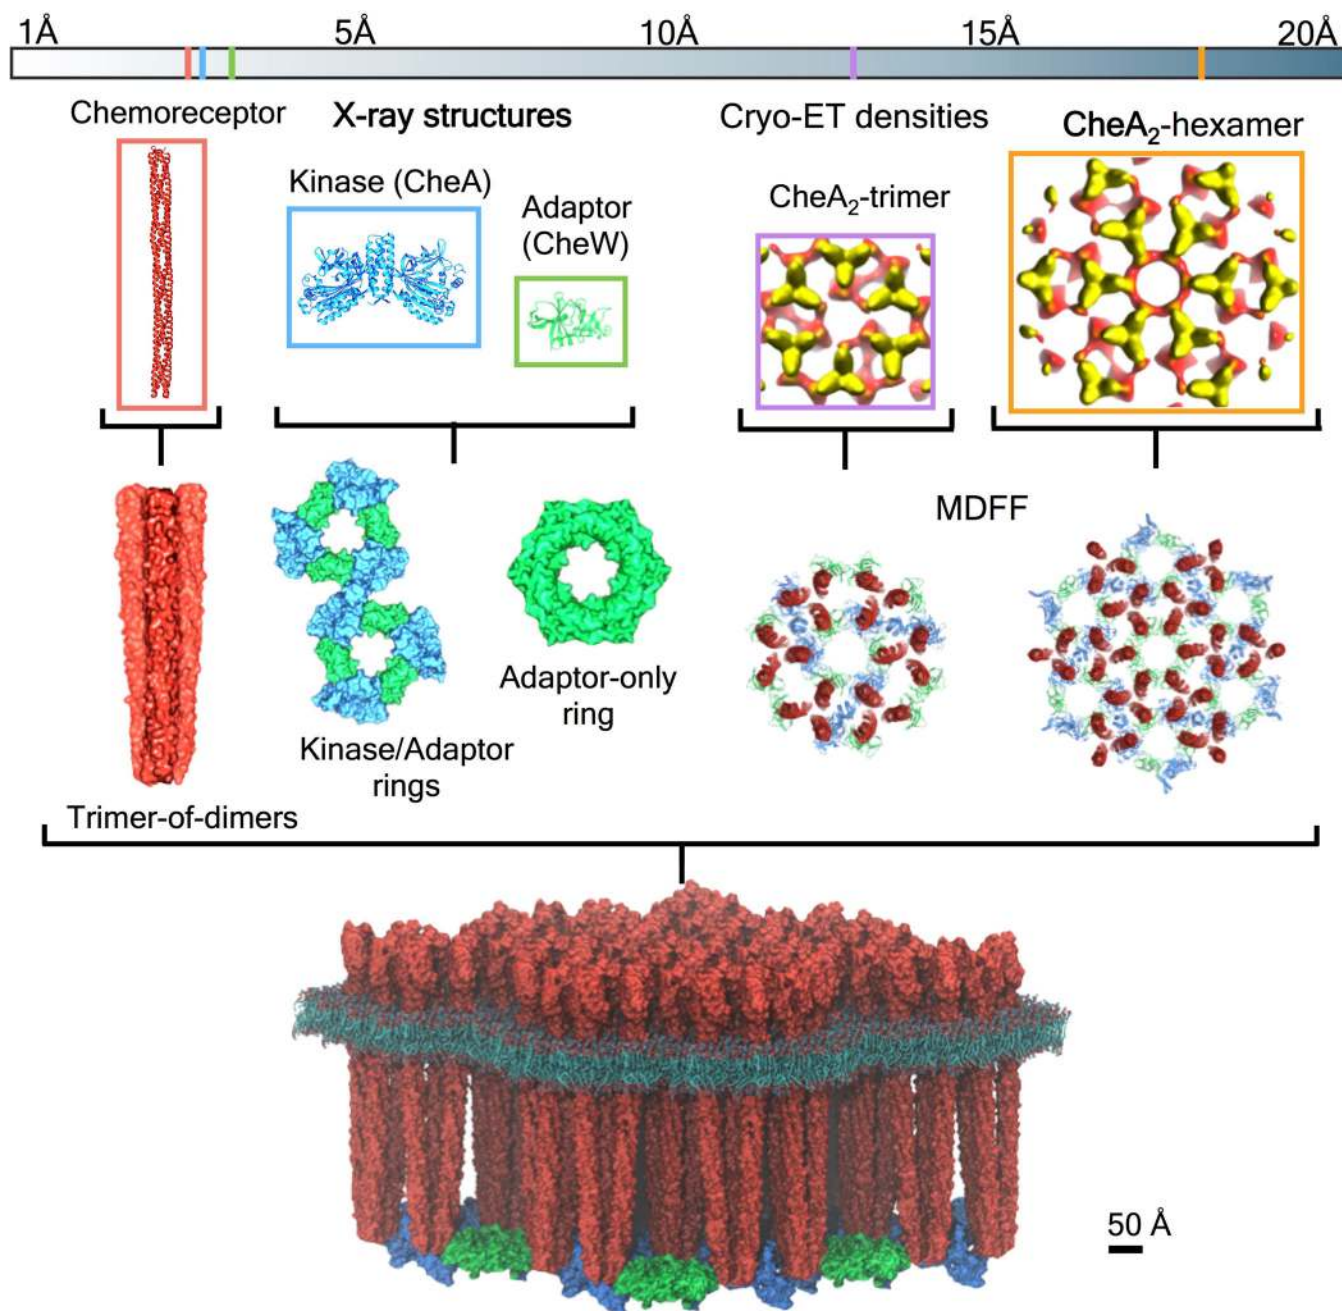 1Å 5Å 10Å 15Å 20Å
Chemoreceptor
X-ray structures
Cryo-ET densities
CheA₂-hexamer
Kinase (CheA)
Adaptor
(CheW)
CheA₂-trimer
MDFF
Adaptor-only
ring
Kinase/Adaptor
rings
Trimer-of-dimers
50 Å